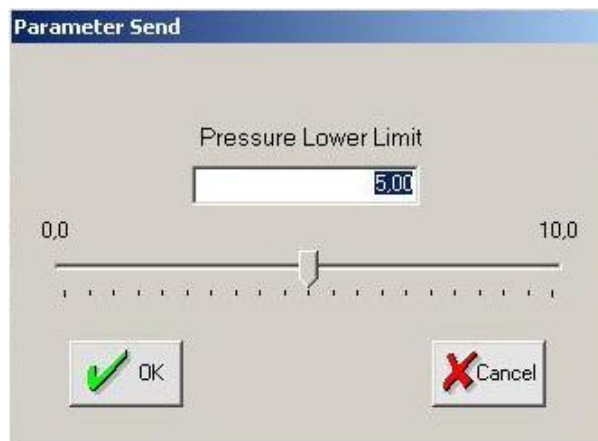 Parameter Send
Pressure Lower Limit
5,00
0,0
10,0
OK
Cancel